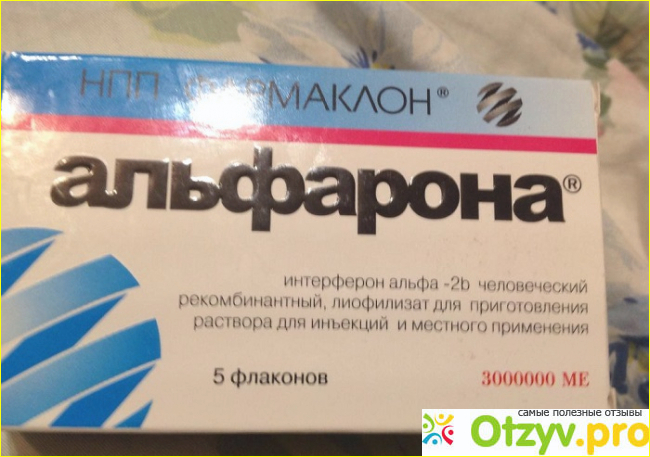 НПП ФАРМАКЛОН®
альфарона®
интерферон альфа -2b человеческий
рекомбинантный, лиофилизат для приготовления
раствора для инъекций и местного применения
5 флаконов
3000000 МЕ
самые полезные отзывы
Otzyv.pro